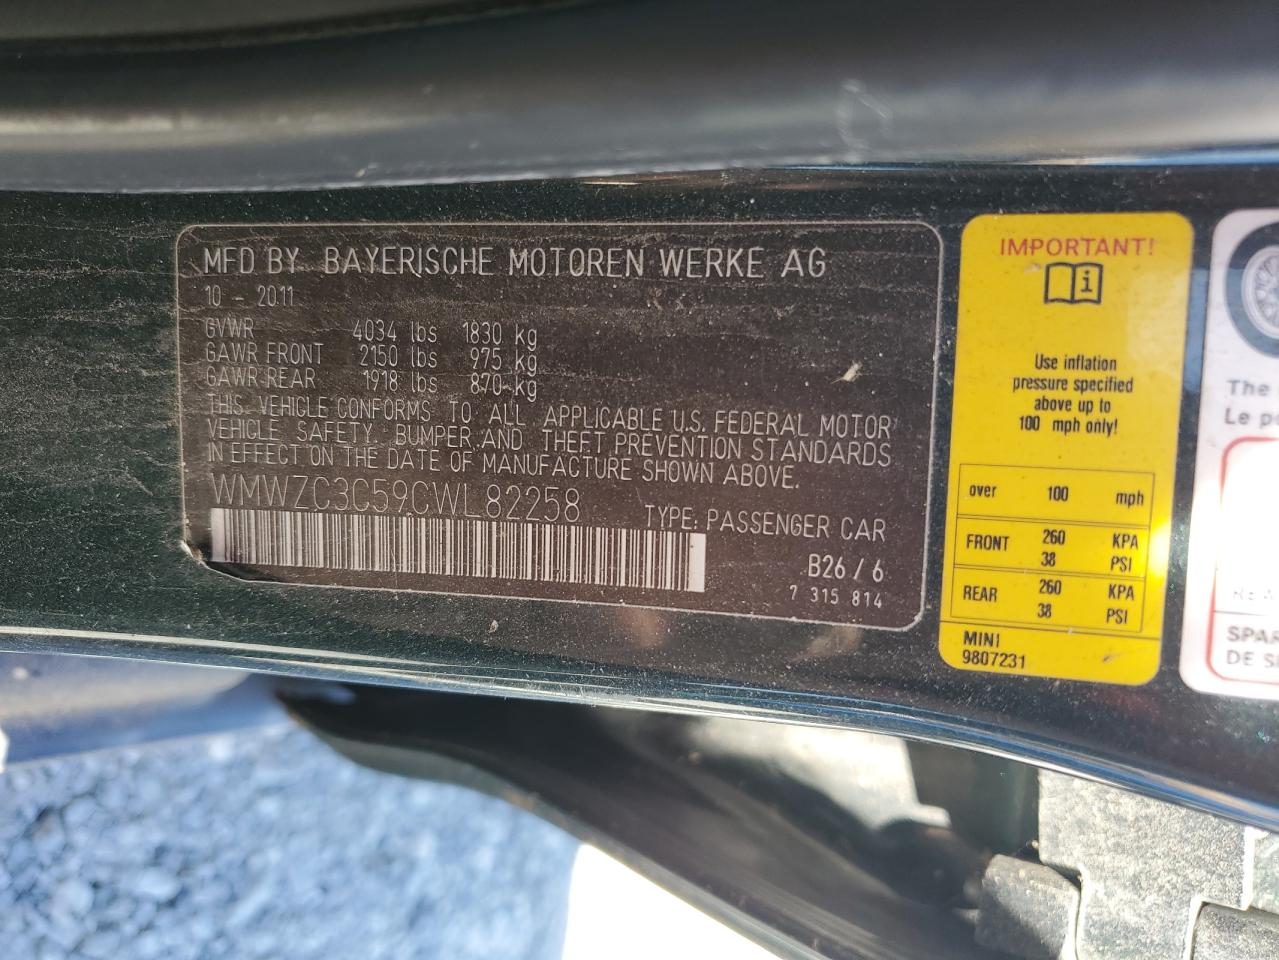 MFD BY BAYERISCHE MOTOREN WERKE AG
10 - 2011
GVWR 4034 lbs 1830 kg
GAWR FRONT 2150 lbs 975 kg
GAWR REAR 1918 lbs 870 kg
THIS VEHICLE CONFORMS TO ALL APPLICABLE U.S. FEDERAL MOTOR
VEHICLE SAFETY, BUMPER AND THEFT PREVENTION STANDARDS
IN EFFECT ON THE DATE OF MANUFACTURE SHOWN ABOVE.
WMWZC3C59CWL82258
TYPE: PASSENGER CAR
B26 / 6
7 315 814
IMPORTANT!
i
Use inflation
pressure specified
above up to
100 mph only!
over 100 mph
FRONT 260 KPA
38 PSI
REAR 260 KPA
38 PSI
MINI
9807231
The
Le
SPAR
DE